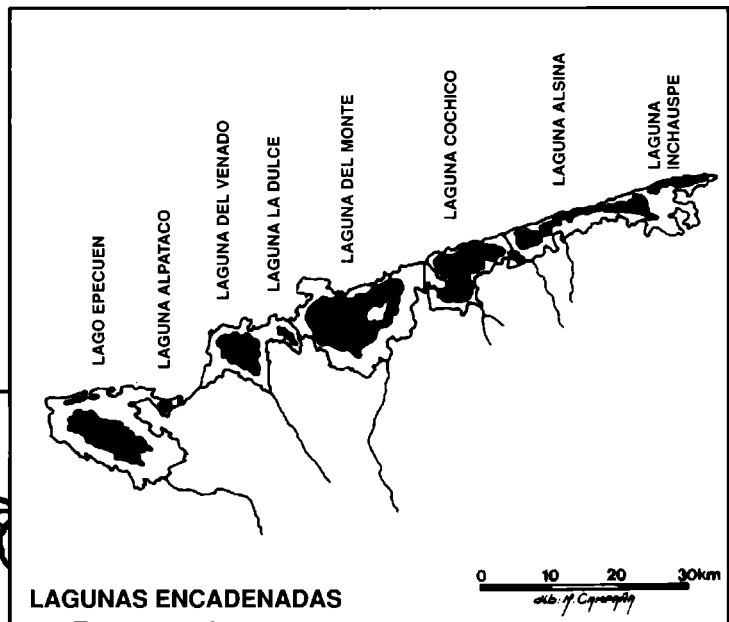 LAGO EPECUEN
LAGUNA ALPATACO
LAGUNA DEL VENADO
LAGUNA LA DULCE
LAGUNA DEL MONTE
LAGUNA COCHICO
LAGUNA ALSINA
LAGUNA
INCHAUSPE
0 10 20 30km
LAGUNAS ENCADENADAS